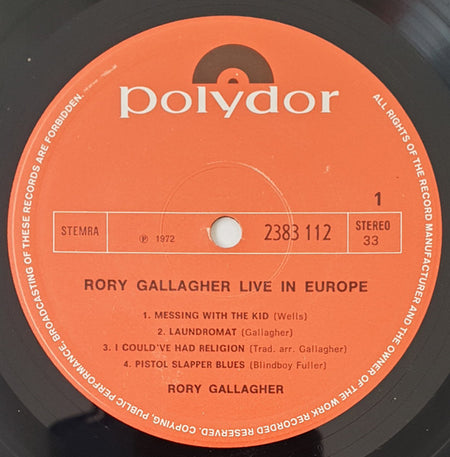 polydor
STEMRA
℗ 1972
2383 112
1
STEREO
33
RORY GALLAGHER LIVE IN EUROPE
1. MESSING WITH THE KID (Wells)
2. LAUNDROMAT (Gallagher)
3. I COULD'VE HAD RELIGION (Trad. arr. Gallagher)
4. PISTOL SLAPPER BLUES (Blindboy Fuller)
RORY GALLAGHER
ALL RIGHTS OF THE RECORD MANUFACTURER AND THE OWNER OF THE WORK RECORDED RESERVED. COPYING, PUBLIC PERFORMANCE, BROADCASTING OF THESE RECORDS ARE FORBIDDEN.